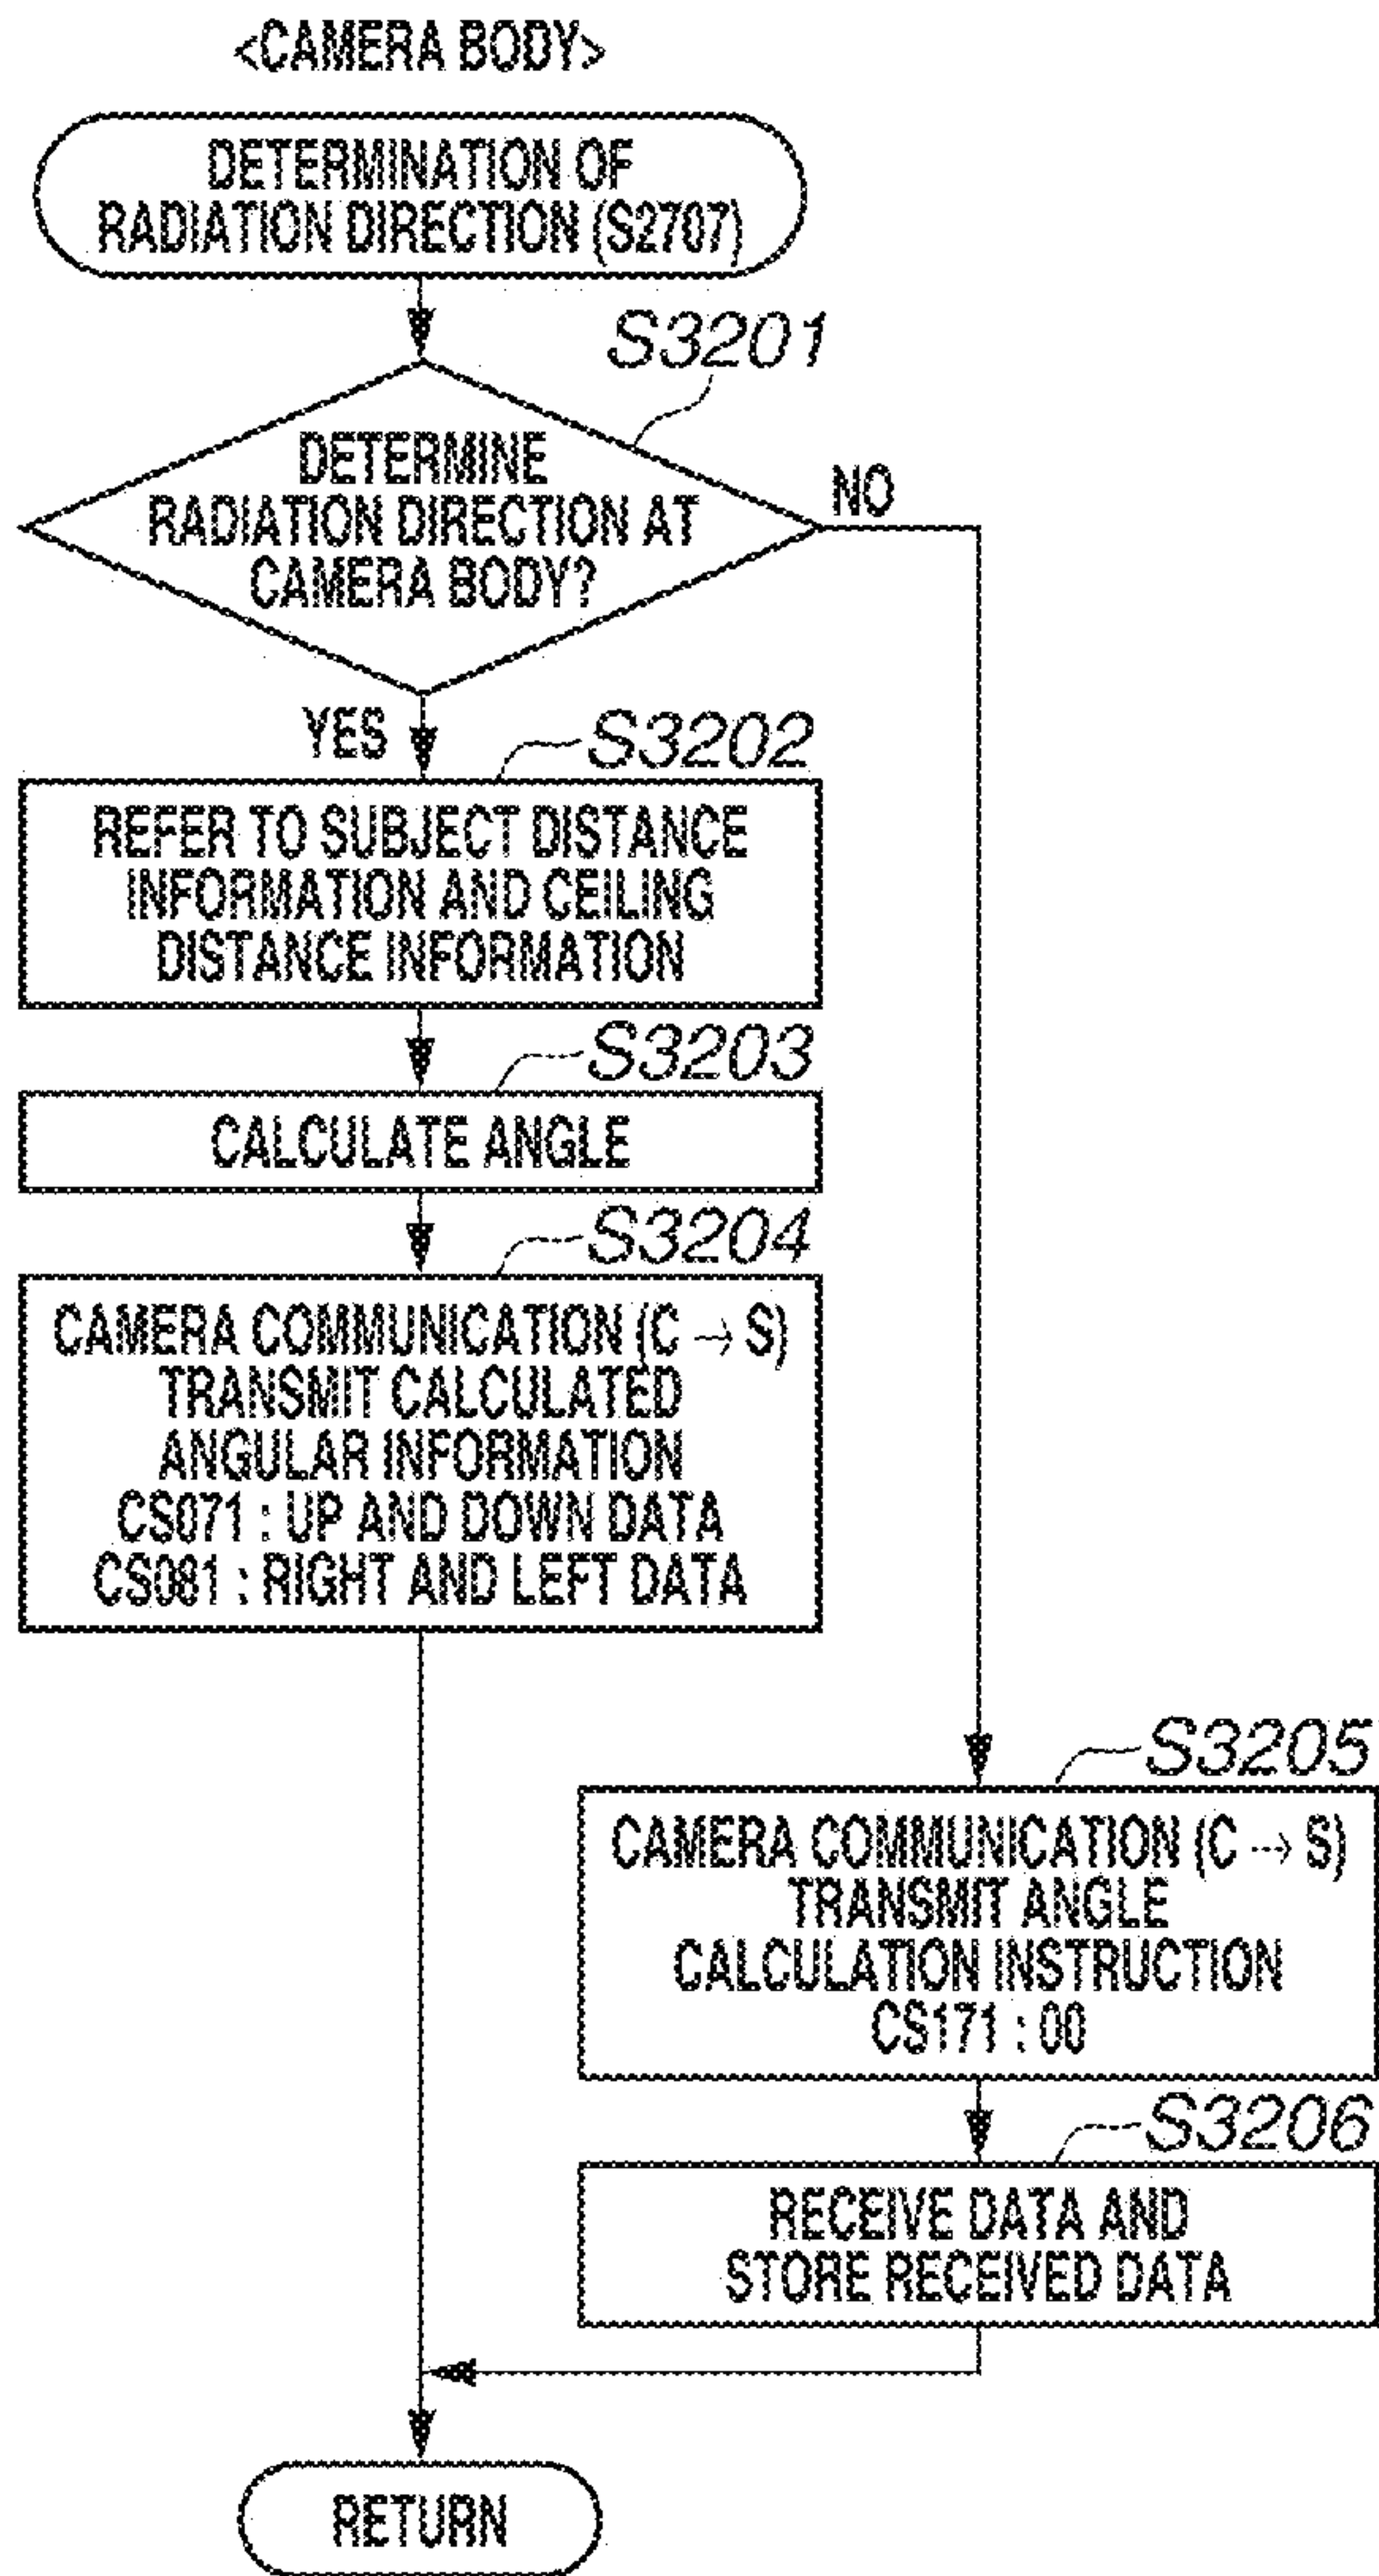 <CAMERA BODY>
DETERMINATION OF
RADIATION DIRECTION (S2707)
S3201
DETERMINE
RADIATION DIRECTION AT
CAMERA BODY?
NO
YES
S3202
REFER TO SUBJECT DISTANCE
INFORMATION AND CEILING
DISTANCE INFORMATION
S3203
CALCULATE ANGLE
S3204
CAMERA COMMUNICATION (C → S)
TRANSMIT CALCULATED
ANGULAR INFORMATION
CS071 : UP AND DOWN DATA
CS081 : RIGHT AND LEFT DATA
S3205
CAMERA COMMUNICATION (C → S)
TRANSMIT ANGLE
CALCULATION INSTRUCTION
CS171 : 00
S3206
RECEIVE DATA AND
STORE RECEIVED DATA
RETURN